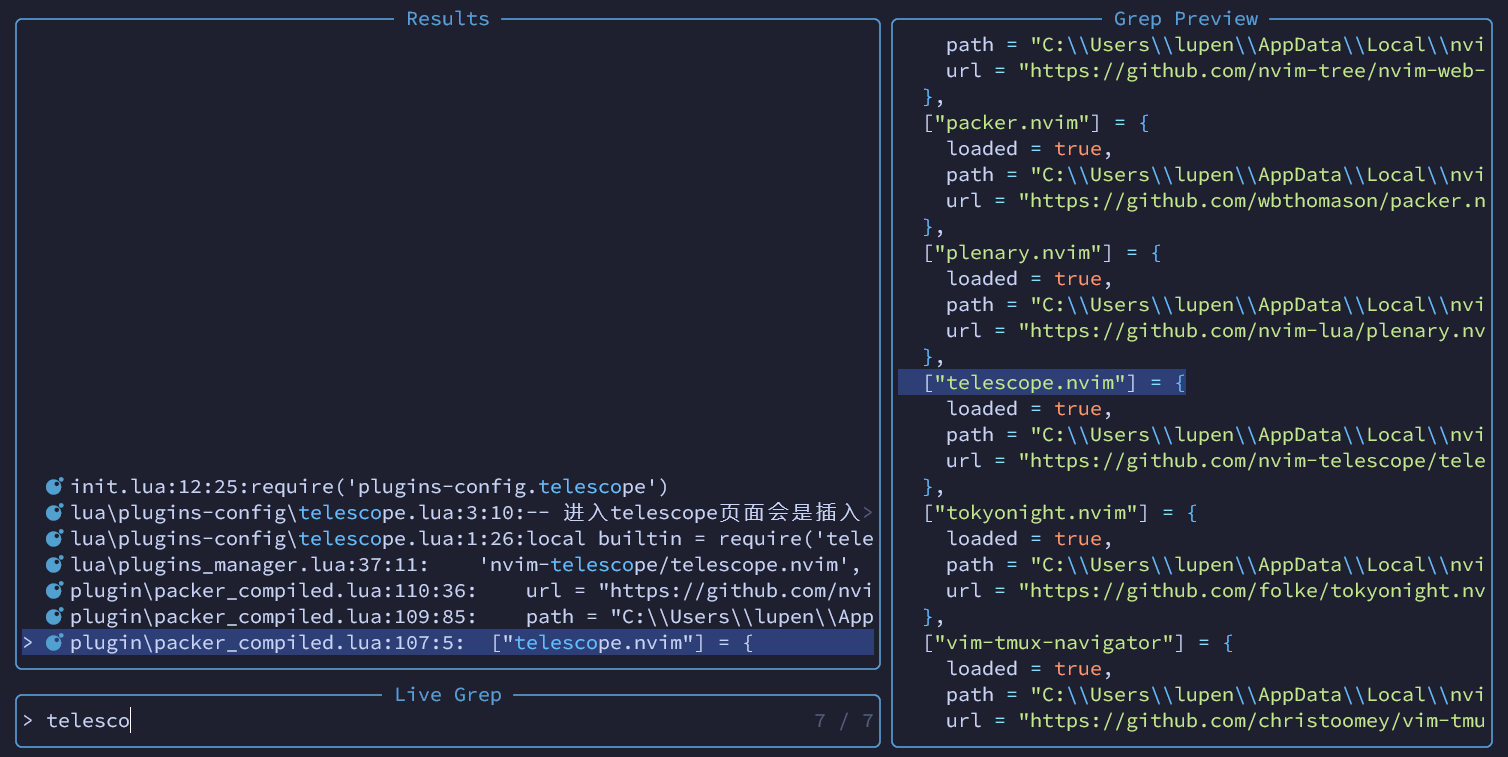 Results
init.lua:12:25:require('plugins-config.telescope')
lua\plugins-config\telescope.lua:3:10:-- 进入telescope页面会是插入>
lua\plugins-config\telescope.lua:1:26:local builtin = require('tele
lua\plugins_manager.lua:37:11:    'nvim-telescope/telescope.nvim',
plugin\packer_compiled.lua:110:36:    url = "https://github.com/nvi
plugin\packer_compiled.lua:109:85:    path = "C:\\Users\\lupen\\App
> plugin\packer_compiled.lua:107:5:  ["telescope.nvim"] = {
Live Grep
> telesco
7 / 7
Grep Preview
    path = "C:\\Users\\lupen\\AppData\\Local\\nvi
    url = "https://github.com/nvim-tree/nvim-web-
  },
  ["packer.nvim"] = {
    loaded = true,
    path = "C:\\Users\\lupen\\AppData\\Local\\nvi
    url = "https://github.com/wbthomason/packer.n
  },
  ["plenary.nvim"] = {
    loaded = true,
    path = "C:\\Users\\lupen\\AppData\\Local\\nvi
    url = "https://github.com/nvim-lua/plenary.nv
  },
  ["telescope.nvim"] = {
    loaded = true,
    path = "C:\\Users\\lupen\\AppData\\Local\\nvi
    url = "https://github.com/nvim-telescope/tele
  },
  ["tokyonight.nvim"] = {
    loaded = true,
    path = "C:\\Users\\lupen\\AppData\\Local\\nvi
    url = "https://github.com/folke/tokyonight.nv
  },
  ["vim-tmux-navigator"] = {
    loaded = true,
    path = "C:\\Users\\lupen\\AppData\\Local\\nvi
    url = "https://github.com/christoomey/vim-tmu